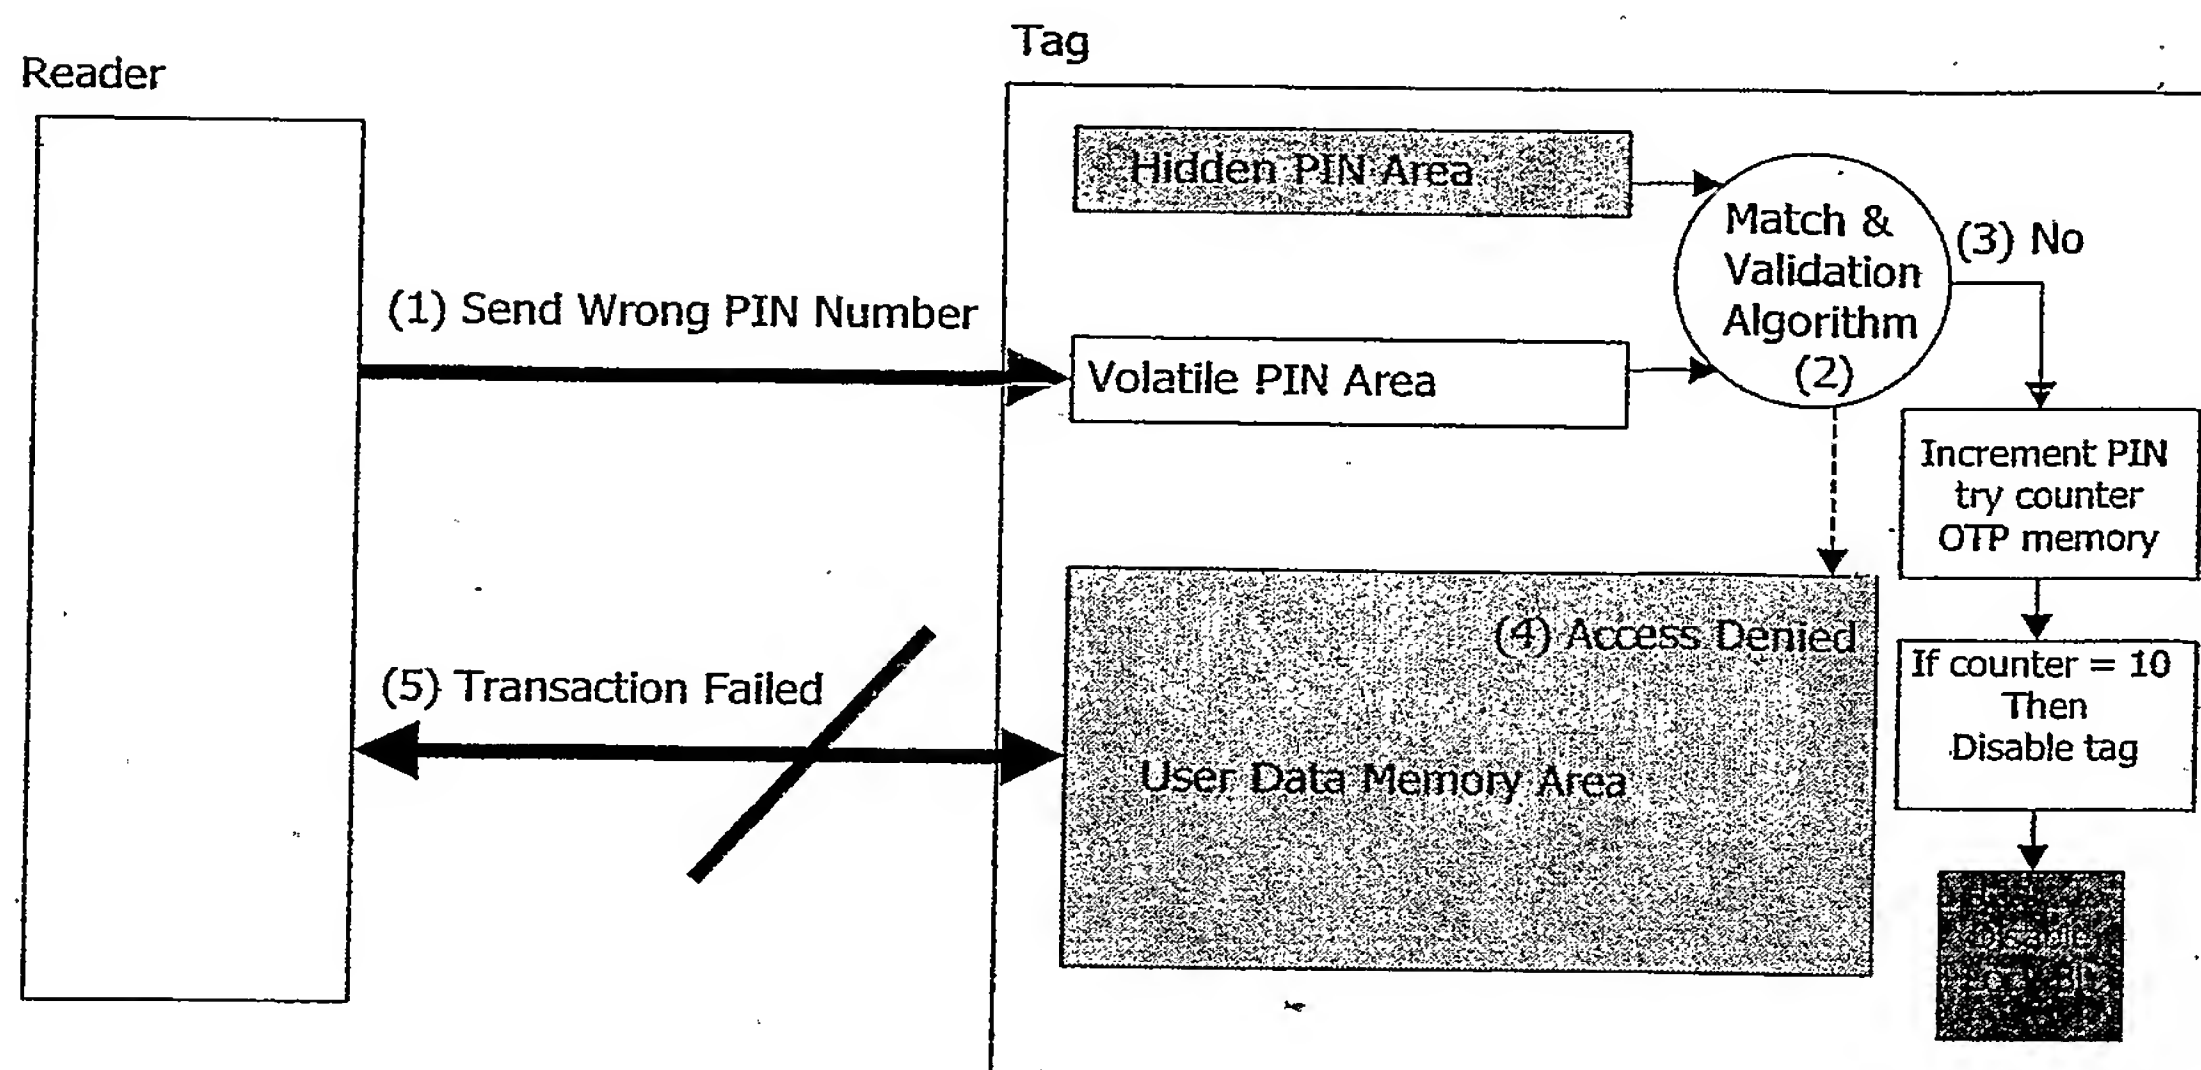 Tag
Reader
Hidden PIN Area
Match &
Validation
Algorithm
(2)
(3) No
(1) Send Wrong PIN Number
Volatile PIN Area
Increment PIN
try counter
OTP memory
(4) Access Denied
If counter = 10
Then
Disable tag
(5) Transaction Failed
User Data Memory Area
Disable